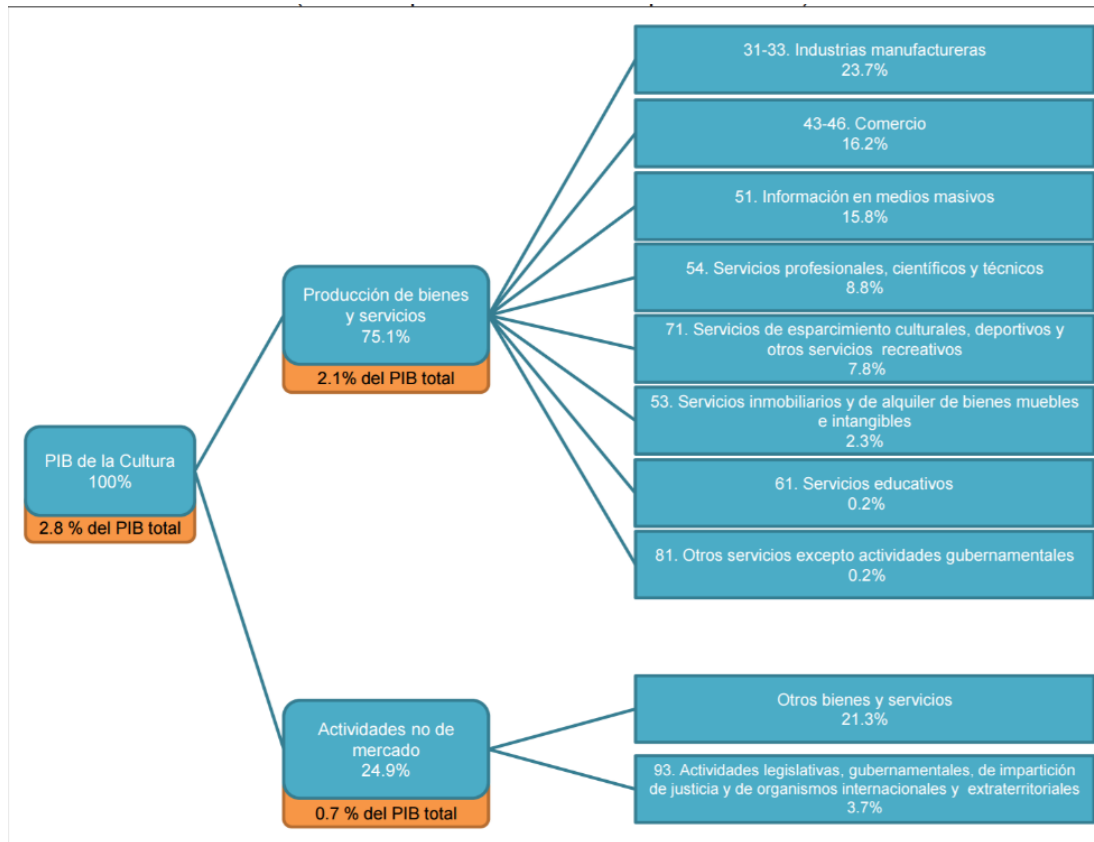 PIB de la Cultura
100%
2.8 % del PIB total
Producción de bienes
y servicios
75.1%
2.1% del PIB total
31-33. Industrias manufactureras
23.7%
43-46. Comercio
16.2%
51. Información en medios masivos
15.8%
54. Servicios profesionales, científicos y técnicos
8.8%
71. Servicios de esparcimiento culturales, deportivos y
otros servicios recreativos
7.8%
53. Servicios inmobiliarios y de alquiler de bienes muebles
e intangibles
2.3%
61. Servicios educativos
0.2%
81. Otros servicios excepto actividades gubernamentales
0.2%
Actividades no de
mercado
24.9%
0.7 % del PIB total
Otros bienes y servicios
21.3%
93. Actividades legislativas, gubernamentales, de impartición
de justicia y de organismos internacionales y extraterritoriales
3.7%